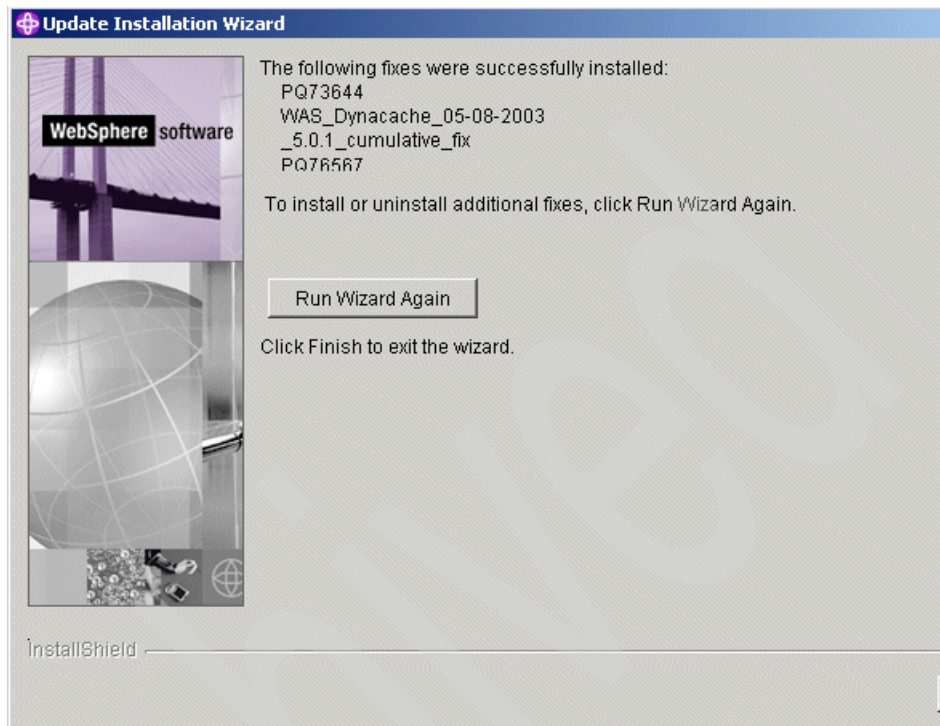 Update Installation Wizard
The following fixes were successfully installed:
PQ73644
WAS_Dynacache_05-08-2003
_5.0.1_cumulative_fix
PQ76567
WebSphere software
To install or uninstall additional fixes, click Run Wizard Again.
Run Wizard Again
Click Finish to exit the wizard.
InstallShield